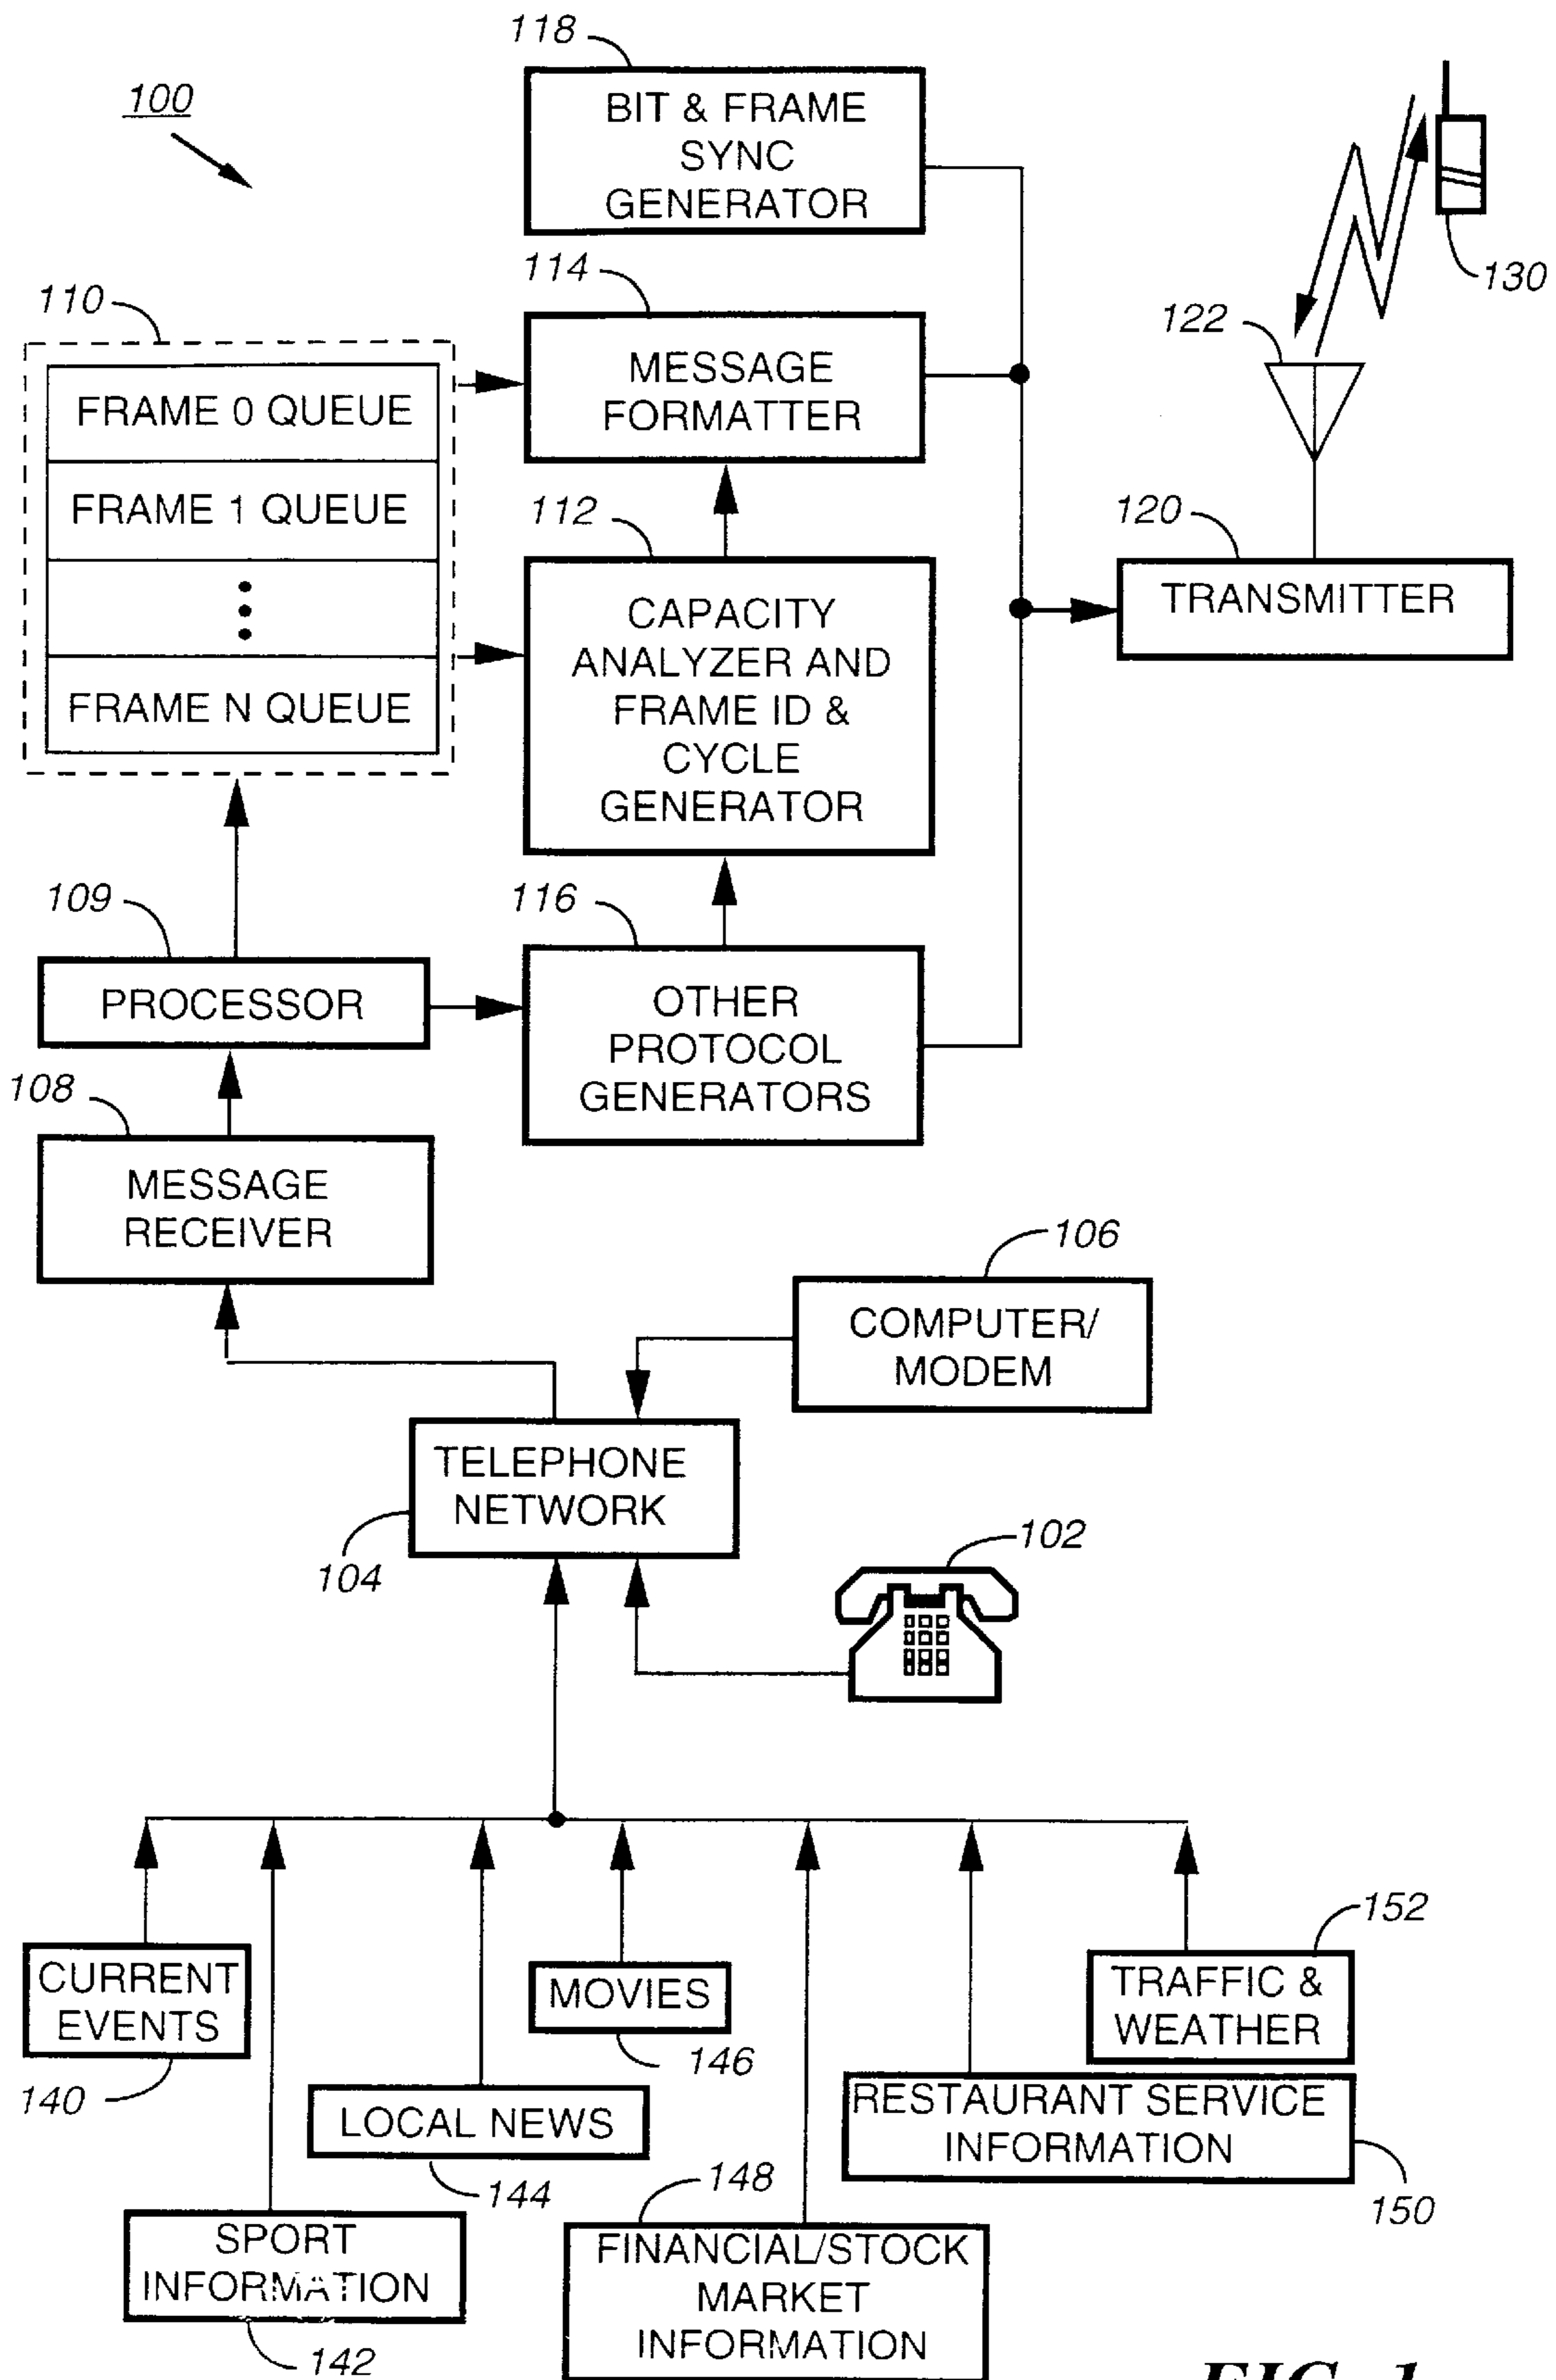 118
100
BIT & FRAME
SYNC
GENERATOR
130
114
110
122
MESSAGE
FORMATTER
FRAME 0 QUEUE
FRAME 1 QUEUE
112
120
CAPACITY
ANALYZER AND
FRAME ID &
CYCLE
GENERATOR
TRANSMITTER
FRAME N QUEUE
109
116
PROCESSOR
OTHER
PROTOCOL
GENERATORS
108
MESSAGE
RECEIVER
106
COMPUTER/
MODEM
TELEPHONE
NETWORK
104
102
152
CURRENT
EVENTS
MOVIES
TRAFFIC &
WEATHER
140
146
LOCAL NEWS
RESTAURANT SERVICE
INFORMATION
144
148
150
SPORT
INFORMATION
FINANCIAL/STOCK
MARKET
INFORMATION
142